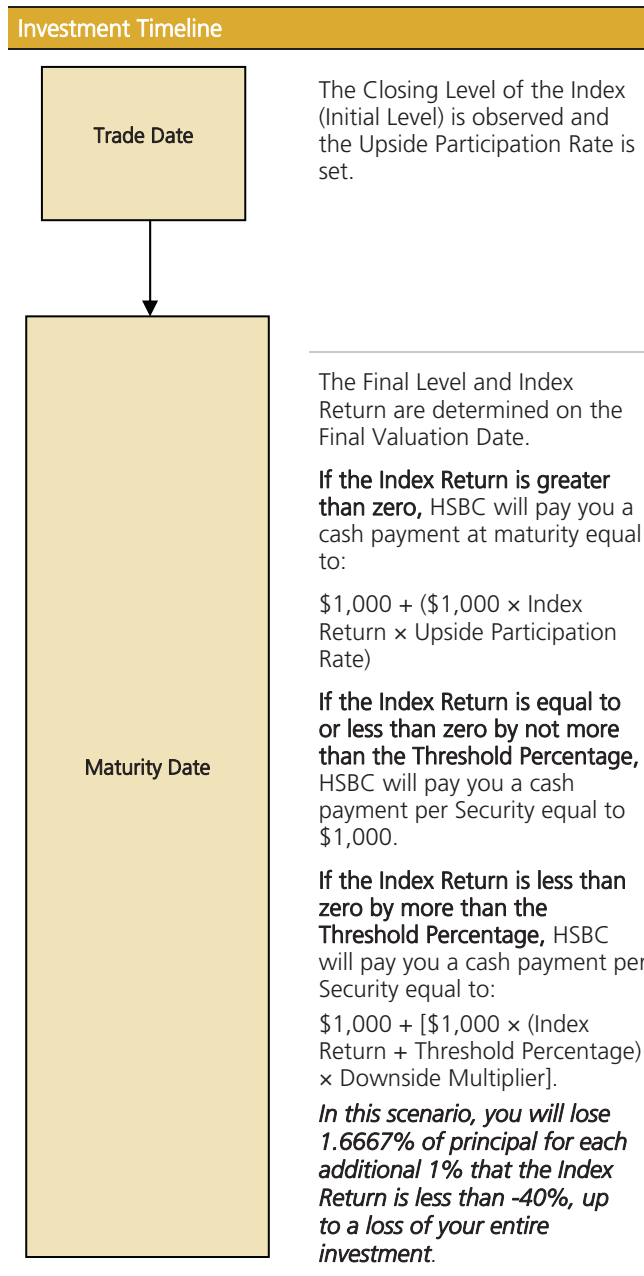 Investment Timeline
Trade Date
The Closing Level of the Index
(Initial Level) is observed and
the Upside Participation Rate is
set.
Maturity Date
The Final Level and Index
Return are determined on the
Final Valuation Date.
If the Index Return is greater
than zero, HSBC will pay you a
cash payment at maturity equal
to:
$1,000 + ($1,000 × Index
Return × Upside Participation
Rate)
If the Index Return is equal to
or less than zero by not more
than the Threshold Percentage,
HSBC will pay you a cash
payment per Security equal to
$1,000.
If the Index Return is less than
zero by more than the
Threshold Percentage, HSBC
will pay you a cash payment per
Security equal to:
$1,000 + [$1,000 × (Index
Return + Threshold Percentage)
× Downside Multiplier].
In this scenario, you will lose
1.6667% of principal for each
additional 1% that the Index
Return is less than -40%, up
to a loss of your entire
investment.